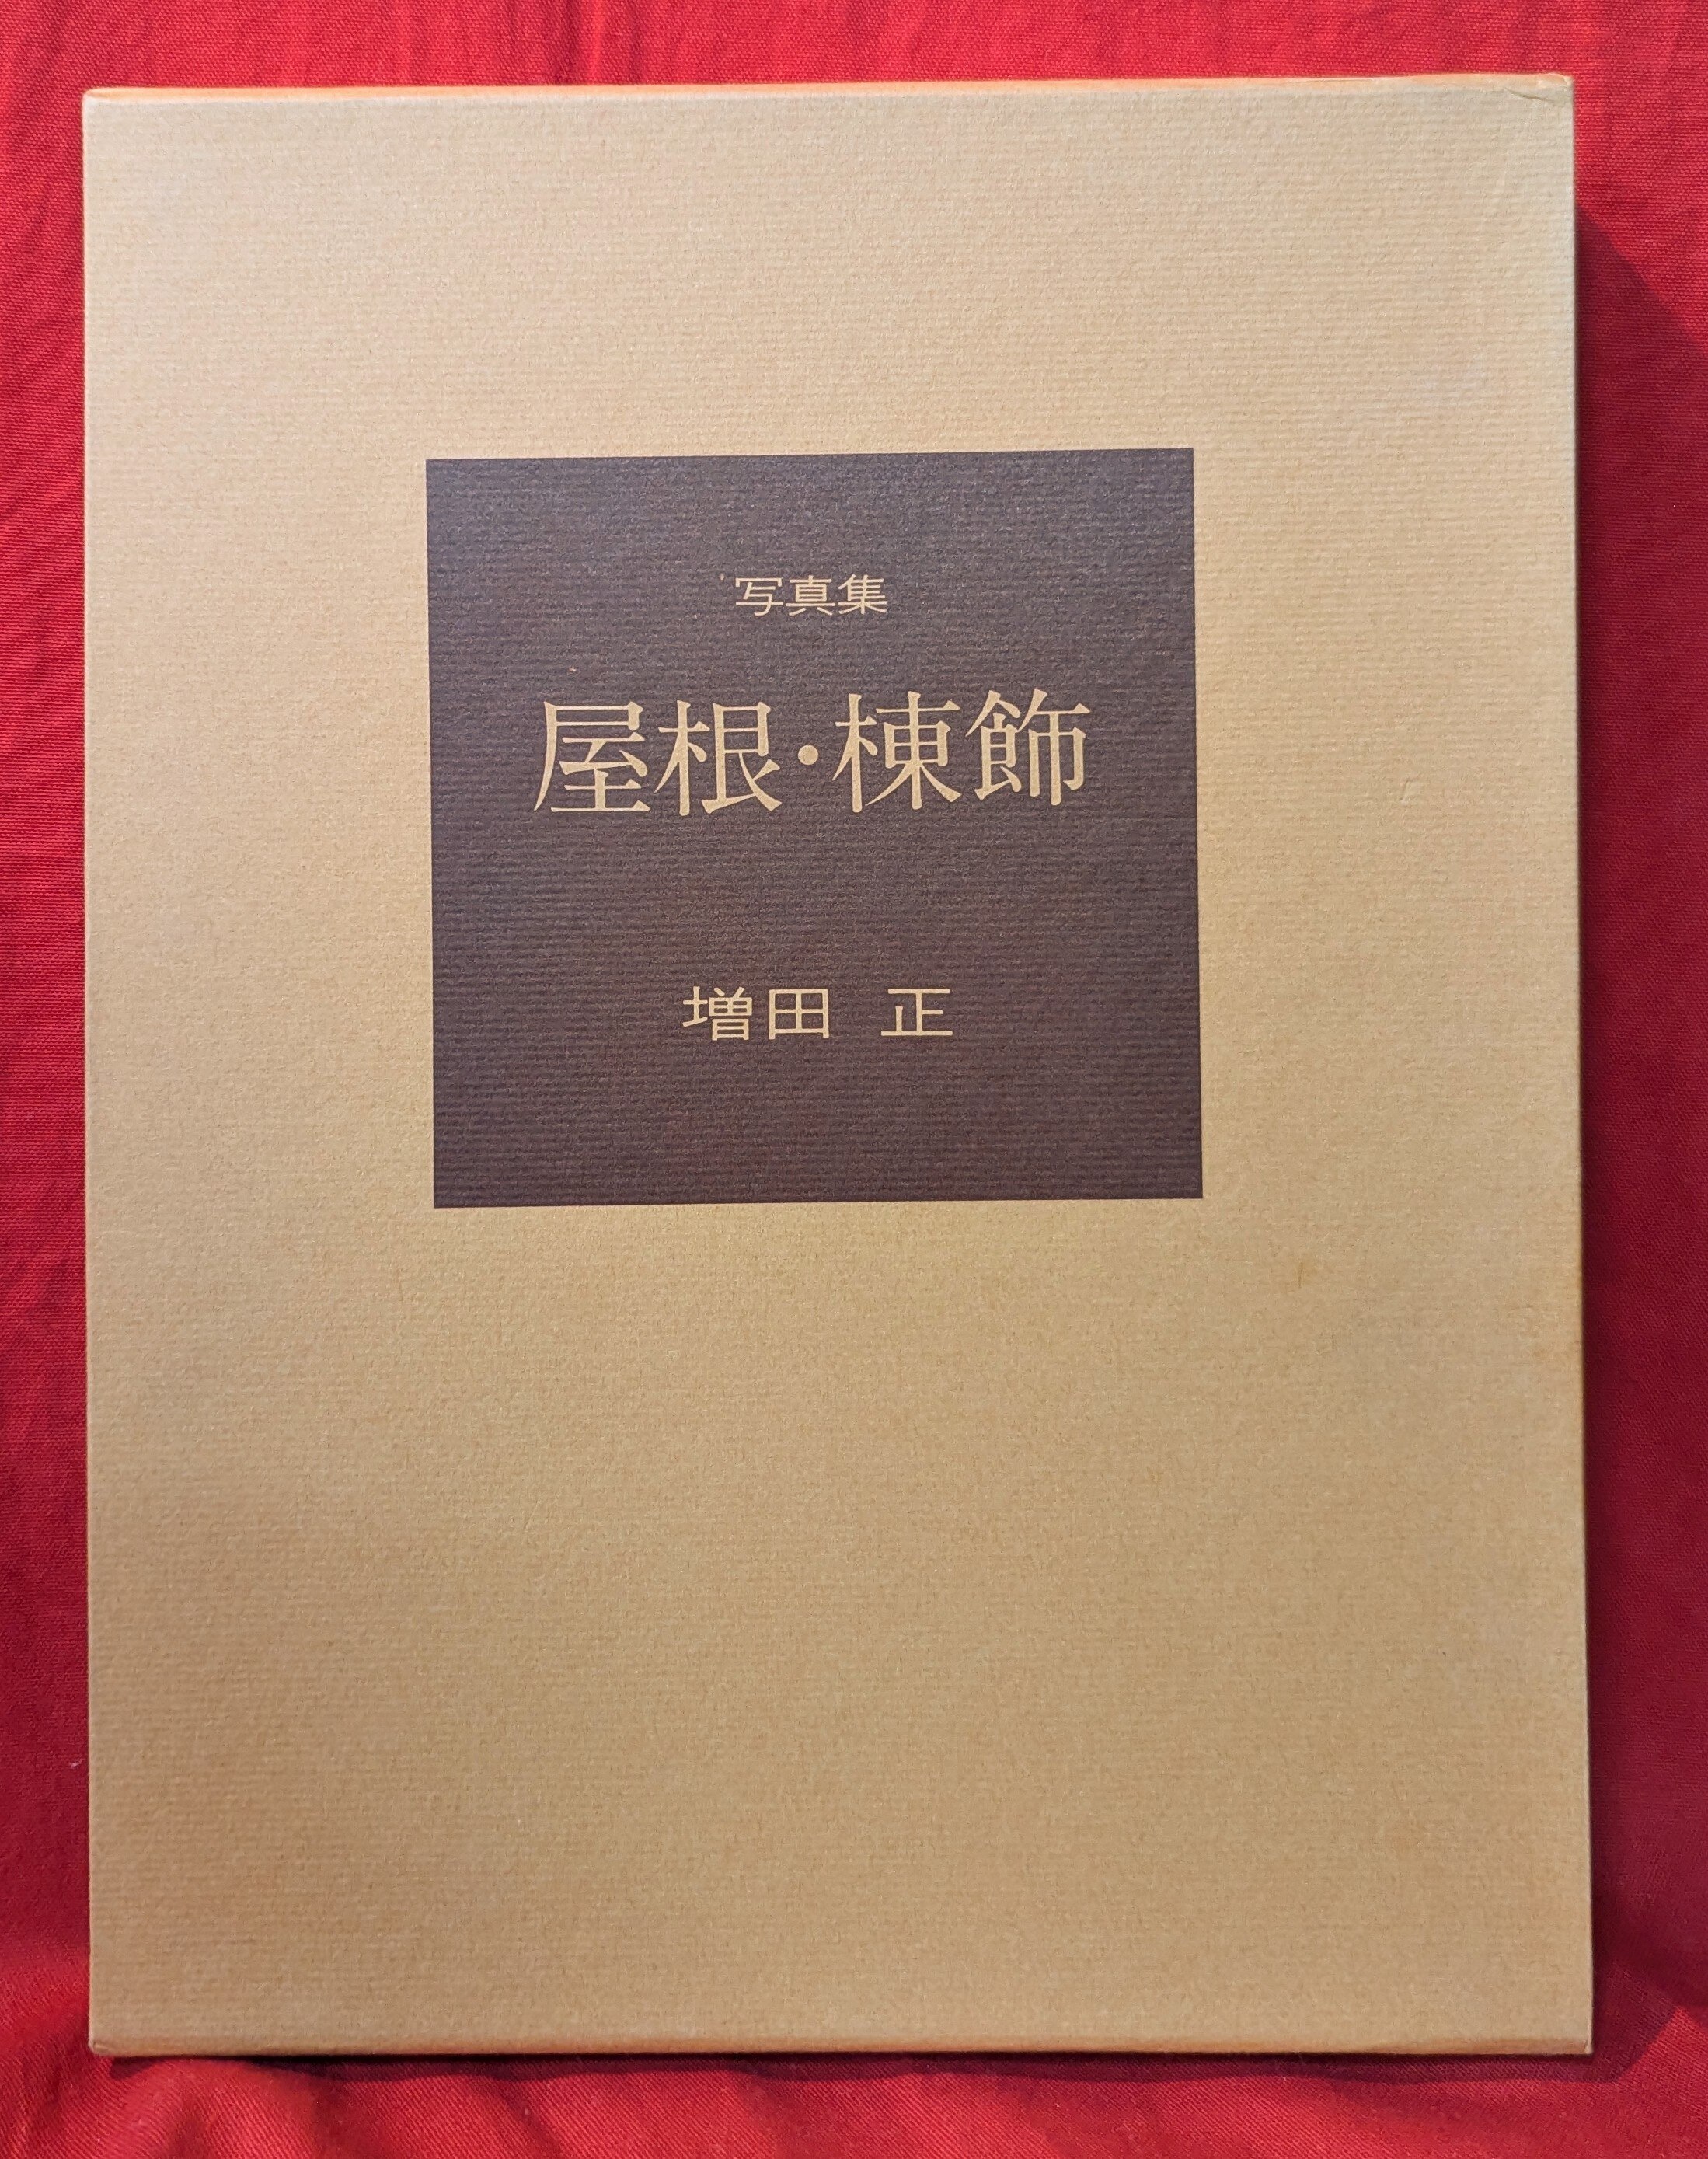 写真集
屋根・棟飾
増田 正